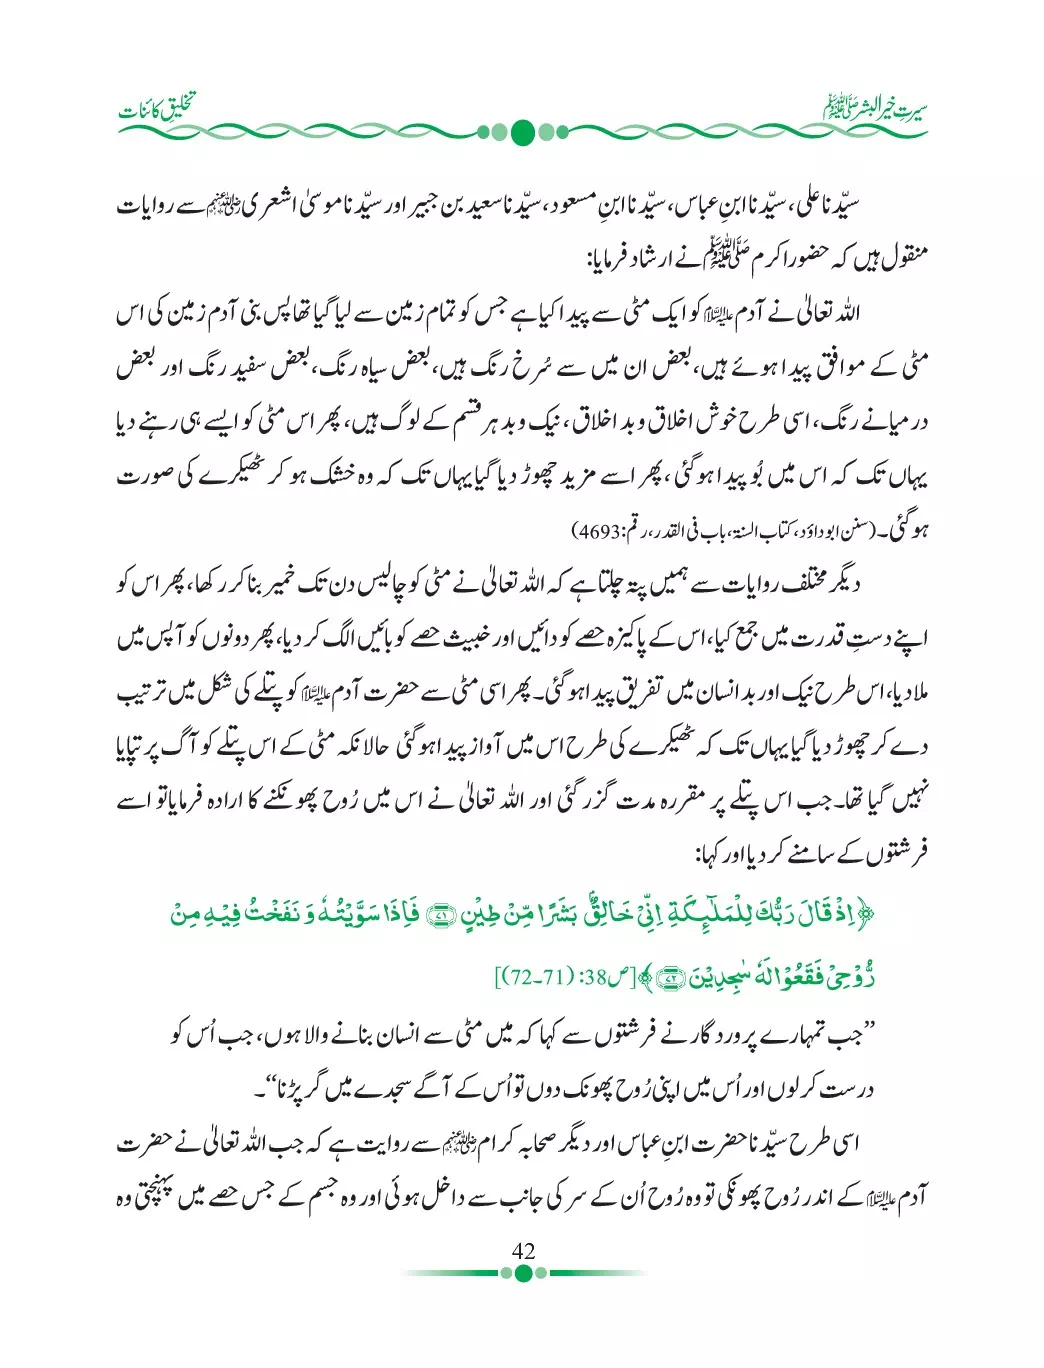 سیرتِ خیر البشر ﷺ
تخلیقِ کائنات
سیّدنا علی، سیّدنا ابنِ عباس، سیّدنا ابنِ مسعود، سیّدنا سعید بن جبیر اور سیّدنا موسیٰ اشعری رضی اللہ عنہم سے روایات
منقول ہیں کہ حضور اکرم ﷺ نے ارشاد فرمایا:
اللہ تعالیٰ نے آدم علیہ السلام کو ایک مٹی سے پیدا کیا ہے جس کو تمام زمین سے لیا گیا تھا پس بنی آدم زمین کی اس
مٹی کے موافق پیدا ہوئے ہیں، بعض ان میں سے سُرخ رنگ ہیں، بعض سیاہ رنگ، بعض سفید رنگ اور بعض
درمیانے رنگ، اسی طرح خوش اخلاق و بد اخلاق، نیک و بد ہر قسم کے لوگ ہیں، پھر اس مٹی کو ایسے ہی رہنے دیا
یہاں تک کہ اس میں بُو پیدا ہوگئی، پھر اسے مزید چھوڑ دیا گیا یہاں تک کہ وہ خشک ہو کر ٹھیکرے کی صورت
ہوگئی۔ (سنن ابوداؤد، کتاب السنۃ، باب فی القدر، رقم: 4693)
دیگر مختلف روایات سے ہمیں پتہ چلتا ہے کہ اللہ تعالیٰ نے مٹی کو چالیس دن تک خمیر بنا کر رکھا، پھر اس کو
اپنے دستِ قدرت میں جمع کیا، اس کے پاکیزہ حصے کو دائیں اور خبیث حصے کو بائیں الگ کر دیا، پھر دونوں کو آپس میں
ملا دیا، اس طرح نیک اور بد انسان میں تفریق پیدا ہوگئی۔ پھر اسی مٹی سے حضرت آدم علیہ السلام کو پتلے کی شکل میں ترتیب
دے کر چھوڑ دیا گیا یہاں تک کہ ٹھیکرے کی طرح اس میں آواز پیدا ہوگئی حالانکہ مٹی کے اس پتلے کو آگ پر تپایا
نہیں گیا تھا۔ جب اس پتلے پر مقررہ مدت گزر گئی اور اللہ تعالیٰ نے اس میں رُوح پھونکنے کا ارادہ فرمایا تو اسے
فرشتوں کے سامنے کر دیا اور کہا:
﴿اِذْ قَالَ رَبُّكَ لِلْمَلٰٓىِٕكَةِ اِنِّیْ خَالِقٌۢ بَشَرًا مِّنْ طِیْنٍ ۝۷۱ فَاِذَا سَوَّیْتُهٗ وَ نَفَخْتُ فِیْهِ مِنْ
رُّوْحِیْ فَقَعُوْا لَهٗ سٰجِدِیْنَ ۝۷۲﴾ [ص 38: (71۔72)]
”جب تمہارے پروردگار نے فرشتوں سے کہا کہ میں مٹی سے انسان بنانے والا ہوں، جب اُس کو
درست کرلوں اور اُس میں اپنی رُوح پھونک دوں تو اُس کے آگے سجدے میں گر پڑنا“۔
اسی طرح سیّدنا حضرت ابنِ عباس اور دیگر صحابہ کرام رضی اللہ عنہم سے روایت ہے کہ جب اللہ تعالیٰ نے حضرت
آدم علیہ السلام کے اندر رُوح پھونکی تو وہ رُوح اُن کے سر کی جانب سے داخل ہوئی اور وہ جسم کے جس حصے میں پہنچتی وہ
42